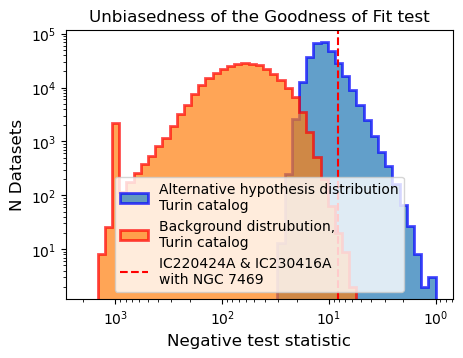 Unbiasedness of the Goodness of Fit test
N Datasets
10⁵
10⁴
10³
10²
10¹
Alternative hypothesis distribution
Turin catalog
Background distrubution,
Turin catalog
IC220424A & IC230416A
with NGC 7469
10³ 10² 10¹ 10⁰
Negative test statistic